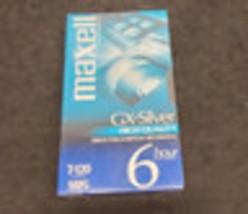 maxell
GX-Silver
HIGH QUALITY
6 hour
T-120
VHS